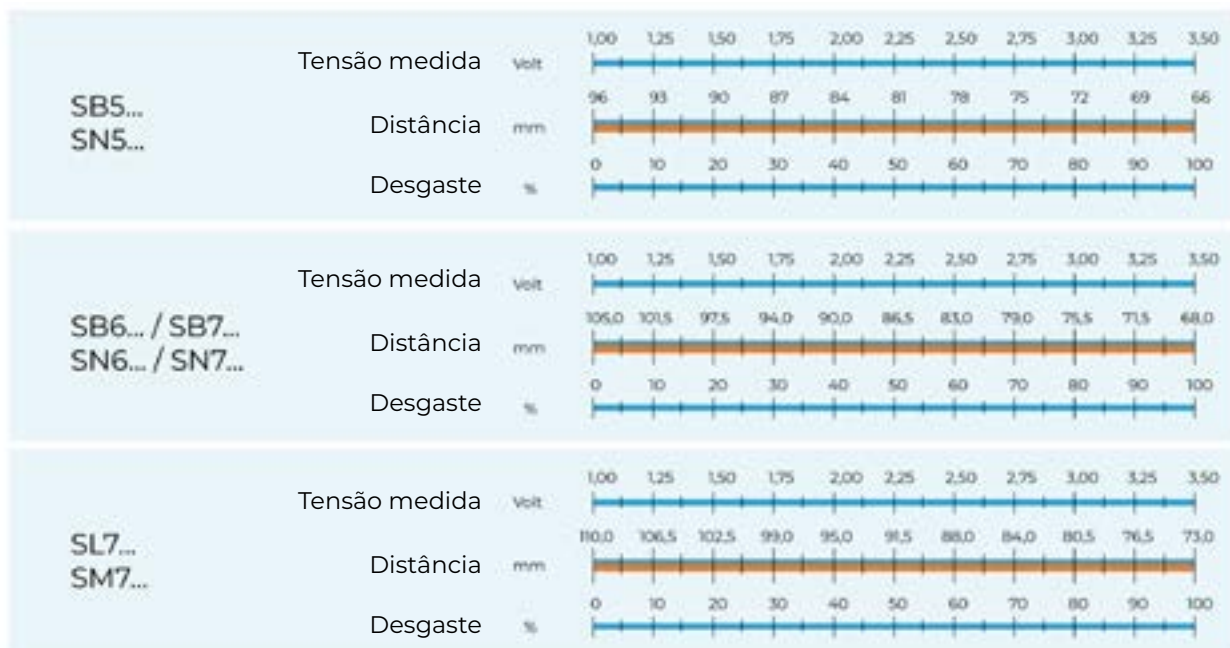 1,00 1,25 1,50 1,75 2,00 2,25 2,50 2,75 3,00 3,25 3,50
Tensão medida Volt
96 93 90 87 84 81 78 75 72 69 66
SB5...
SN5...
Distância mm
0 10 20 30 40 50 60 70 80 90 100
Desgaste %
1,00 1,25 1,50 1,75 2,00 2,25 2,50 2,75 3,00 3,25 3,50
Tensão medida Volt
105,0 101,5 97,5 94,0 90,0 86,5 83,0 79,0 75,5 71,5 68,0
SB6... / SB7...
SN6... / SN7...
Distância mm
0 10 20 30 40 50 60 70 80 90 100
Desgaste %
1,00 1,25 1,50 1,75 2,00 2,25 2,50 2,75 3,00 3,25 3,50
Tensão medida Volt
110,0 106,5 102,5 99,0 95,0 91,5 88,0 84,0 80,5 76,5 73,0
SL7...
SM7...
Distância mm
0 10 20 30 40 50 60 70 80 90 100
Desgaste %